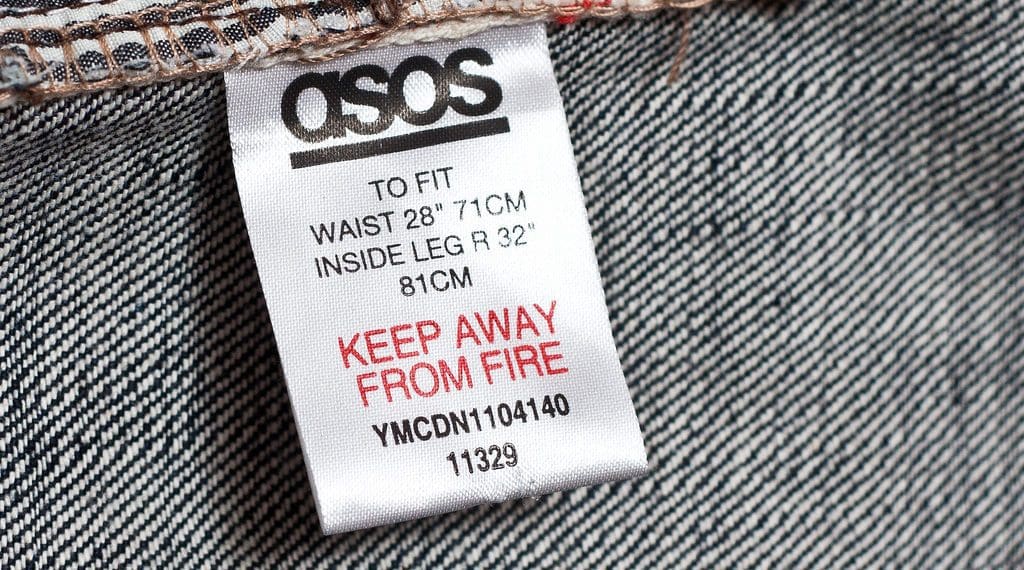 asos
TO FIT
WAIST 28" 71CM
INSIDE LEG R 32"
81CM
KEEP AWAY
FROM FIRE
YMCDN1104140
11329